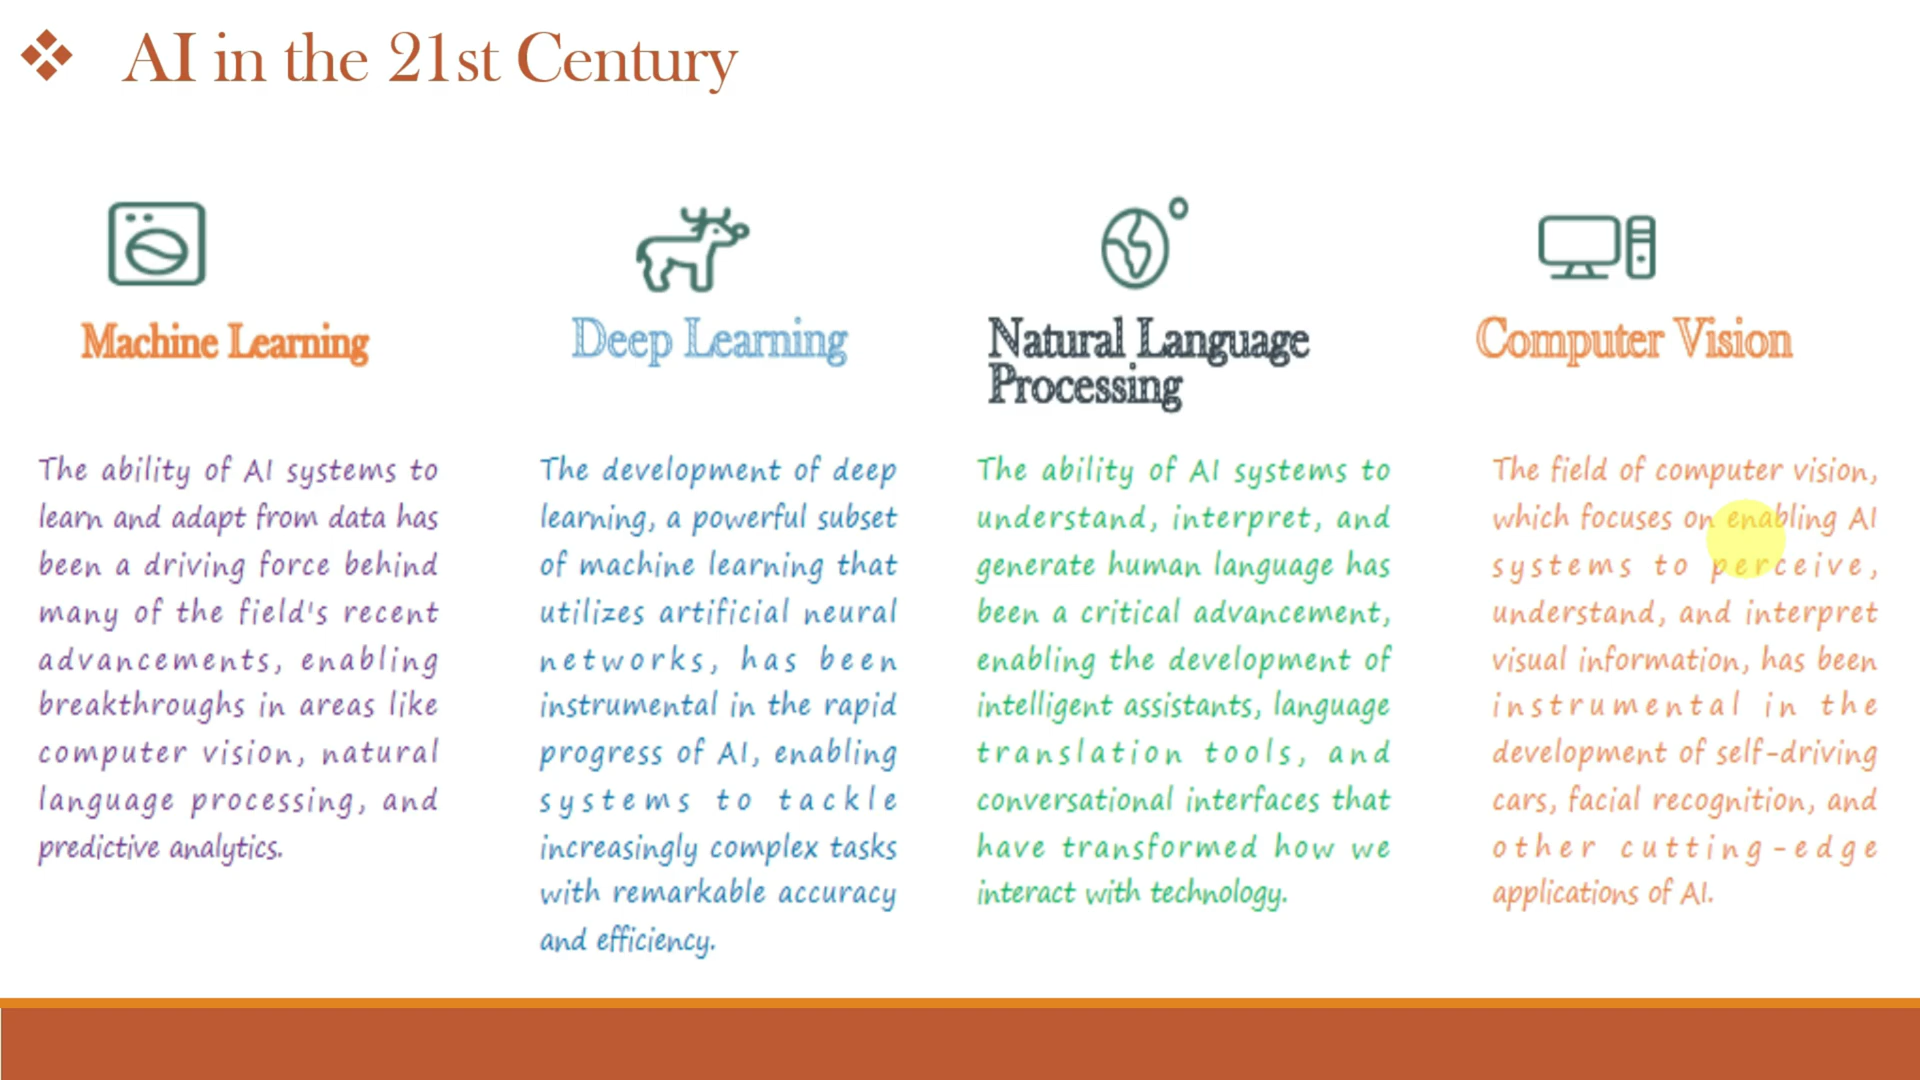 AI in the 21st Century
Machine Learning
The ability of AI systems to
learn and adapt from data has
been a driving force behind
many of the field's recent
advancements, enabling
breakthroughs in areas like
computer vision, natural
language processing, and
predictive analytics.
Deep Learning
The development of deep
learning, a powerful subset
of machine learning that
utilizes artificial neural
networks, has been
instrumental in the rapid
progress of AI, enabling
systems to tackle
increasingly complex tasks
with remarkable accuracy
and efficiency.
Natural Language
Processing
The ability of AI systems to
understand, interpret, and
generate human language has
been a critical advancement,
enabling the development of
intelligent assistants, language
translation tools, and
conversational interfaces that
have transformed how we
interact with technology.
Computer Vision
The field of computer vision,
which focuses on enabling AI
systems to perceive,
understand, and interpret
visual information, has been
instrumental in the
development of self-driving
cars, facial recognition, and
other cutting-edge
applications of AI.